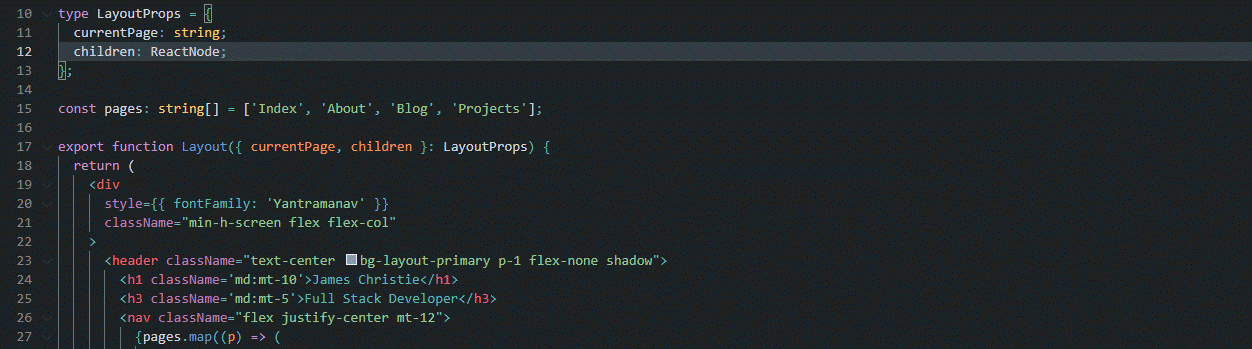 10 type LayoutProps = {
11   currentPage: string;
12   children: ReactNode;
13 };
14
15 const pages: string[] = ['Index', 'About', 'Blog', 'Projects'];
16
17 export function Layout({ currentPage, children }: LayoutProps) {
18   return (
19     <div
20       style={{ fontFamily: 'Yantramanav' }}
21       className="min-h-screen flex flex-col"
22     >
23       <header className="text-center bg-layout-primary p-1 flex-none shadow">
24         <h1 className='md:mt-10'>James Christie</h1>
25         <h3 className='md:mt-5'>Full Stack Developer</h3>
26         <nav className="flex justify-center mt-12">
27           {pages.map((p) => (